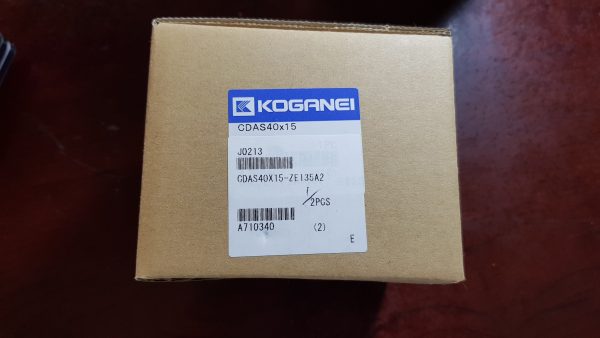 KOGANEI
CDAS40x15
J0213
CDAS40X15-ZE135A2
1/2PCS
A710340 (2)
E